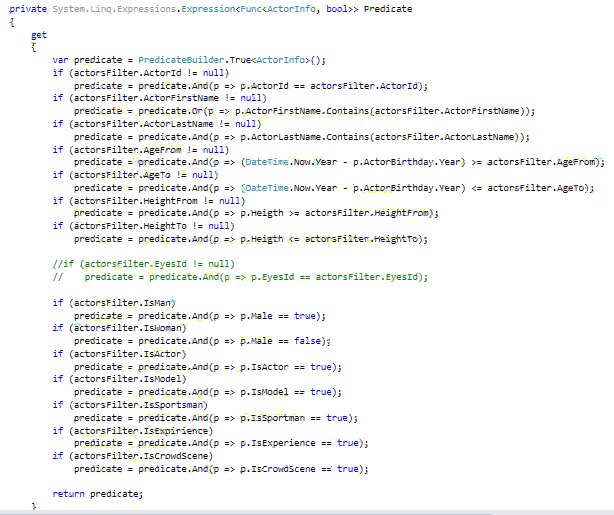 private System.Linq.Expressions.Expression<Func<ActorInfo, bool>> Predicate
{
get
{
var predicate = PredicateBuilder.True<ActorInfo>();
if (actorsFilter.ActorId != null)
predicate = predicate.And(p => p.ActorId == actorsFilter.ActorId);
if (actorsFilter.ActorFirstName != null)
predicate = predicate.Or(p => p.ActorFirstName.Contains(actorsFilter.ActorFirstName));
if (actorsFilter.ActorLastName != null)
predicate = predicate.And(p => p.ActorLastName.Contains(actorsFilter.ActorLastName));
if (actorsFilter.AgeFrom != null)
predicate = predicate.And(p => (DateTime.Now.Year - p.ActorBirthday.Year) >= actorsFilter.AgeFrom);
if (actorsFilter.AgeTo != null)
predicate = predicate.And(p => (DateTime.Now.Year - p.ActorBirthday.Year) <= actorsFilter.AgeTo);
if (actorsFilter.HeightFrom != null)
predicate = predicate.And(p => p.Heigth >= actorsFilter.HeightFrom);
if (actorsFilter.HeightTo != null)
predicate = predicate.And(p => p.Heigth <= actorsFilter.HeightTo);
//if (actorsFilter.EyesId != null)
// predicate = predicate.And(p => p.EyesId == actorsFilter.EyesId);
if (actorsFilter.IsMan)
predicate = predicate.And(p => p.Male == true);
if (actorsFilter.IsWoman)
predicate = predicate.And(p => p.Male == false);
if (actorsFilter.IsActor)
predicate = predicate.And(p => p.IsActor == true);
if (actorsFilter.IsModel)
predicate = predicate.And(p => p.IsModel == true);
if (actorsFilter.IsSportsman)
predicate = predicate.And(p => p.IsSportman == true);
if (actorsFilter.IsExpirience)
predicate = predicate.And(p => p.IsExperience == true);
if (actorsFilter.IsCrowdScene)
predicate = predicate.And(p => p.IsCrowdScene == true);
return predicate;
}